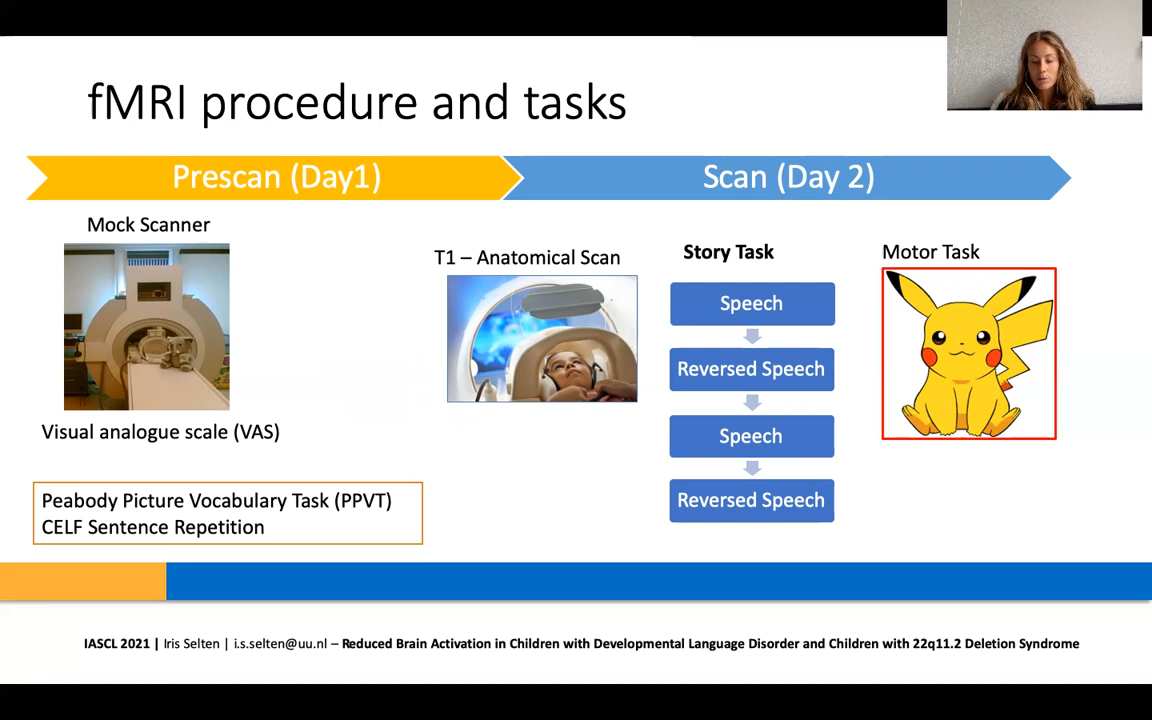 fMRI procedure and tasks
Prescan (Day1)
Scan (Day 2)
Mock Scanner
Visual analogue scale (VAS)
Peabody Picture Vocabulary Task (PPVT)
CELF Sentence Repetition
T1 – Anatomical Scan
Story Task
Speech
Reversed Speech
Speech
Reversed Speech
Motor Task
IASCL 2021 | Iris Selten | i.s.selten@uu.nl – Reduced Brain Activation in Children with Developmental Language Disorder and Children with 22q11.2 Deletion Syndrome